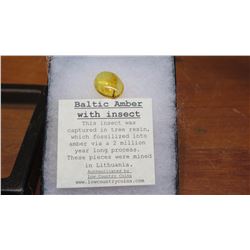 Baltic Amber
with insect
This insect was
captured in tree resin,
which fossilized into
amber via a 2 million
year long process.
These pieces were mined
in Lithuania.
Authenticated by
Low Country Coins
www.lowcountrycoins.com